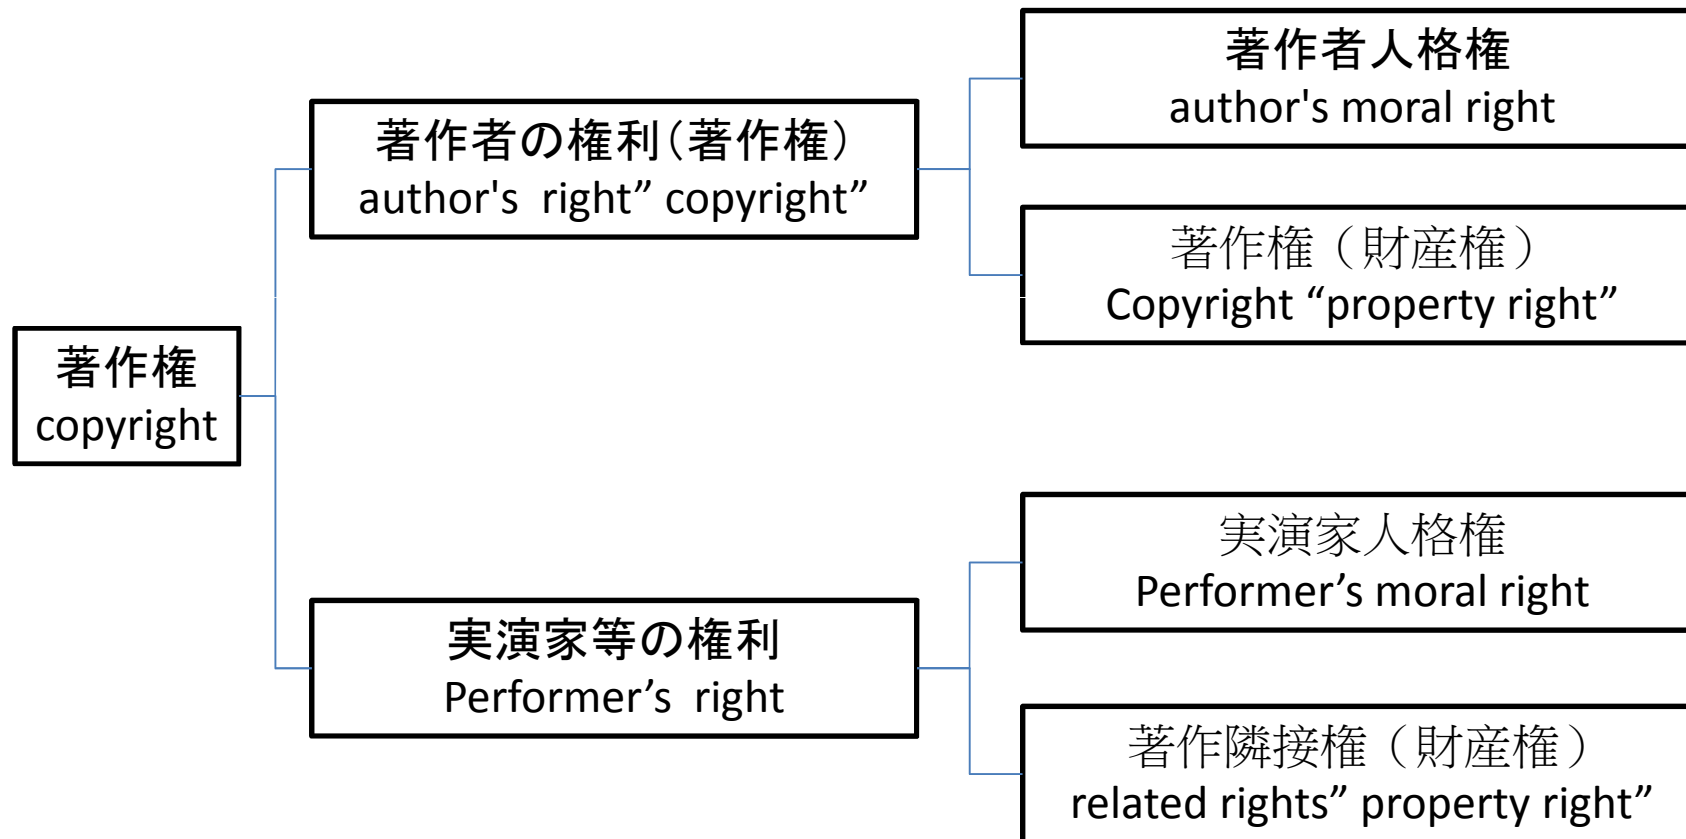 著作権
copyright
著作者の権利(著作権)
author's  right” copyright”
著作者人格権
author's moral right
著作権（財産権）
Copyright “property right”
実演家等の権利
Performer’s  right
実演家人格権
Performer’s moral right
著作隣接権（財産権）
related rights” property right”